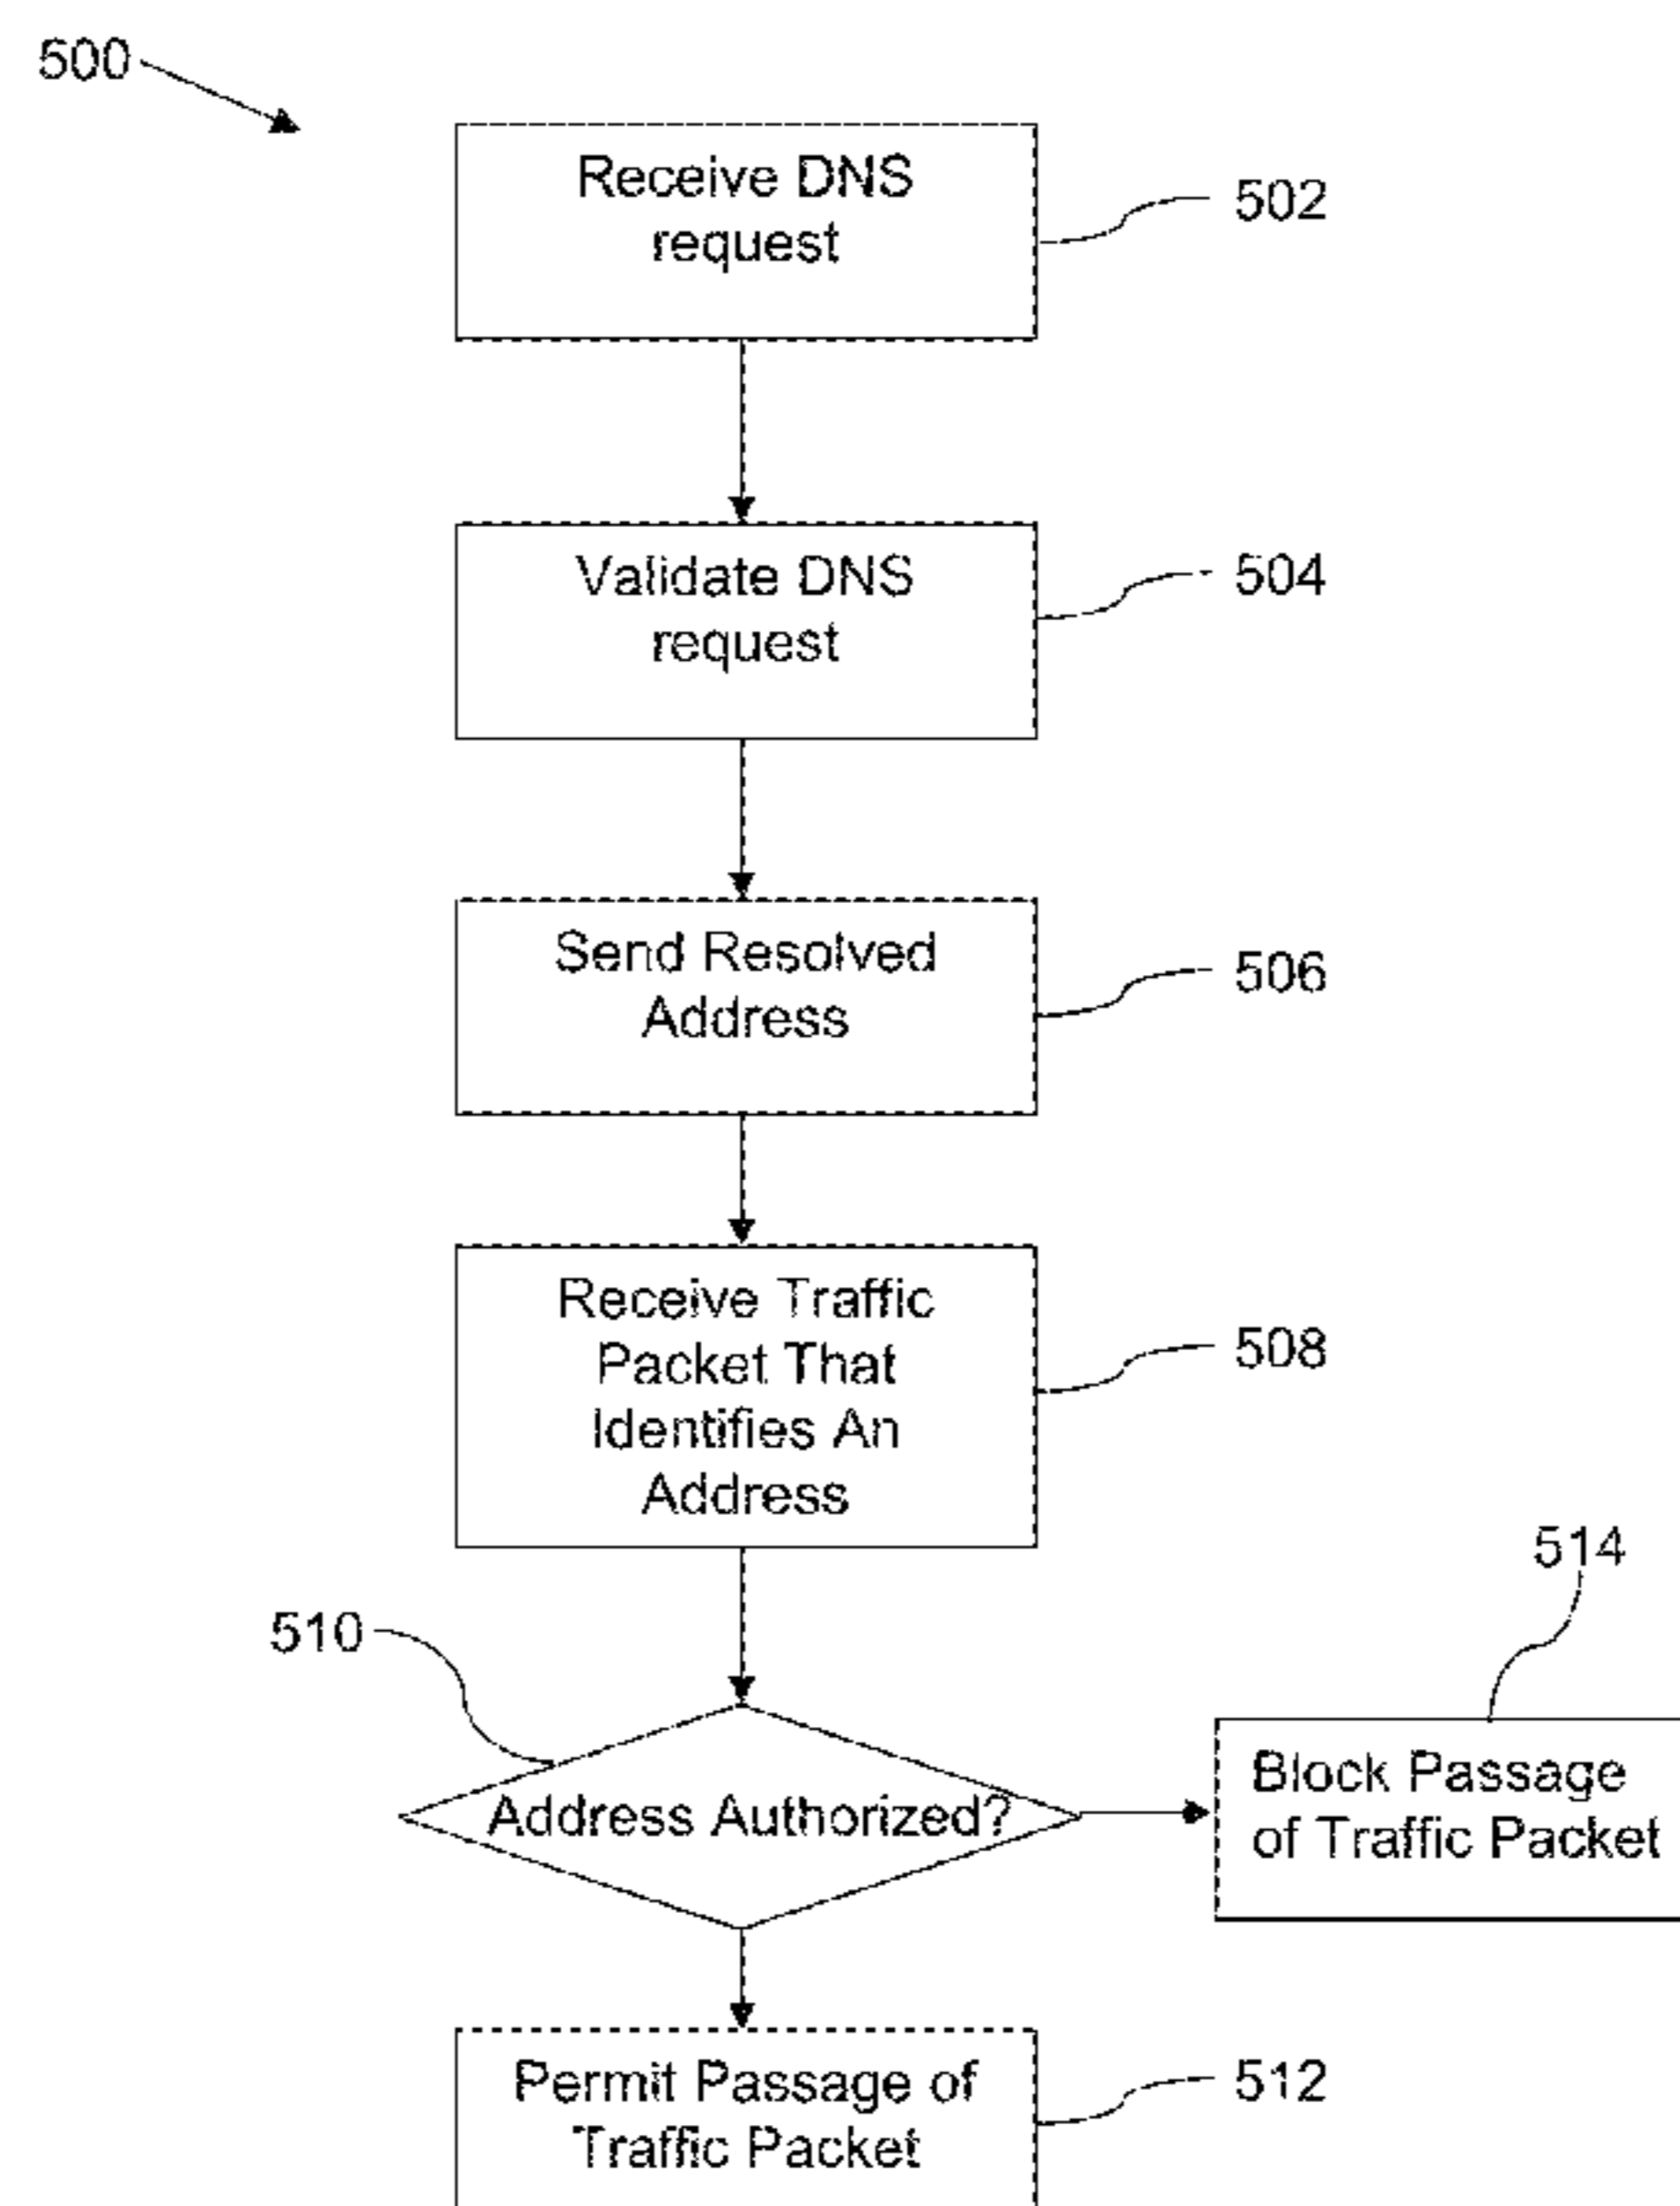 500
Receive DNS
request
502
Validate DNS
request
504
Send Resolved
Address
506
Receive Traffic
Packet That
Identifies An
Address
508
514
510
Address Authorized?
Block Passage
of Traffic Packet
Permit Passage of
Traffic Packet
512